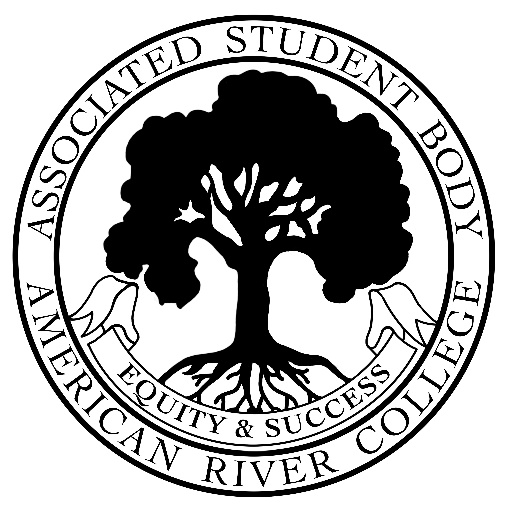 ASSOCIATED STUDENT BODY
AMERICAN RIVER COLLEGE
EQUITY & SUCCESS